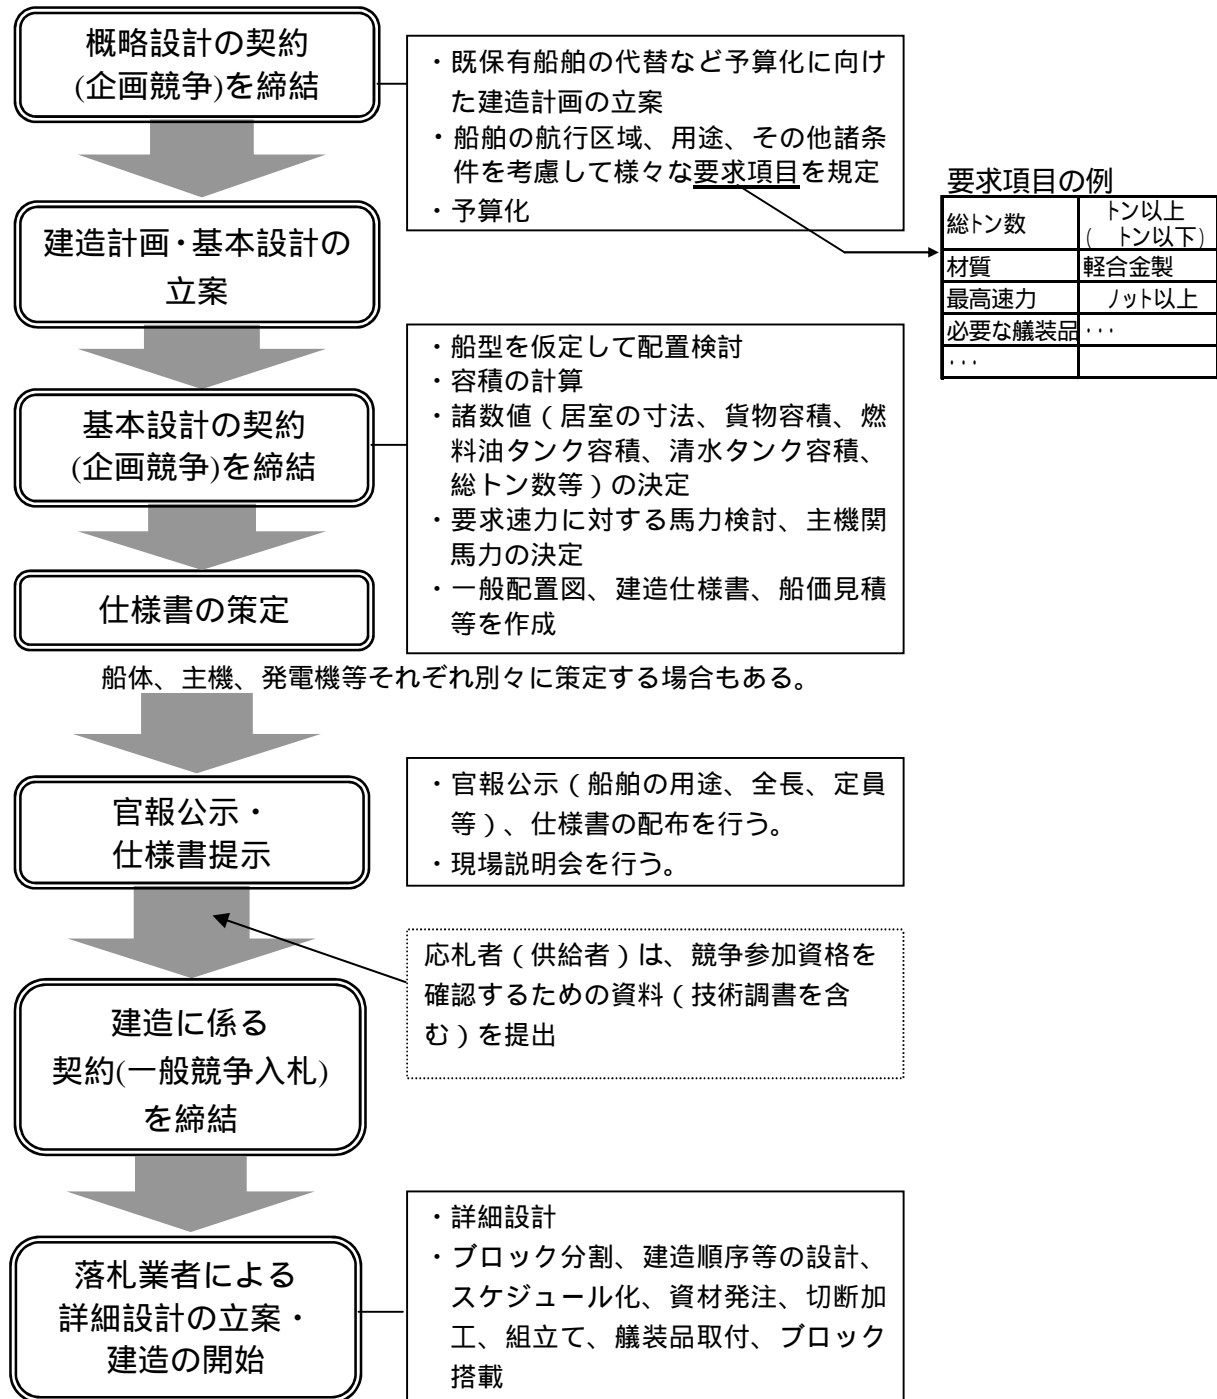 概略設計の契約
(企画競争)を締結
・既保有船舶の代替など予算化に向け
た建造計画の立案
・船舶の航行区域、用途、その他諸条
件を考慮して様々な要求項目を規定
・予算化
要求項目の例
総トン数 トン以上
( トン以下)
材質 軽合金製
最高速力 ノット以上
必要な艤装品 ・・・
・・・
建造計画・基本設計の
立案
基本設計の契約
(企画競争)を締結
・船型を仮定して配置検討
・容積の計算
・諸数値(居室の寸法、貨物容積、燃
料油タンク容積、清水タンク容積、
総トン数等)の決定
・要求速力に対する馬力検討、主機関
馬力の決定
・一般配置図、建造仕様書、船価見積
等を作成
仕様書の策定
船体、主機、発電機等それぞれ別々に策定する場合もある。
官報公示・
仕様書提示
・官報公示(船舶の用途、全長、定員
等)、仕様書の配布を行う。
・現場説明会を行う。
応札者(供給者)は、競争参加資格を
確認するための資料(技術調書を含
む)を提出
建造に係る
契約(一般競争入札)
を締結
落札業者による
詳細設計の立案・
建造の開始
・詳細設計
・ブロック分割、建造順序等の設計、
スケジュール化、資材発注、切断加
工、組立て、艤装品取付、ブロック
搭載